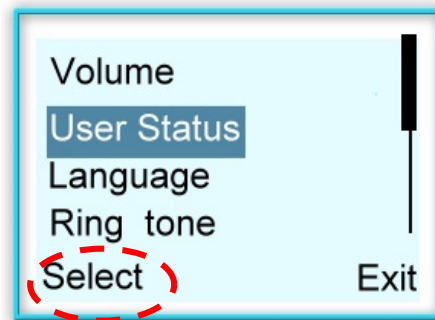 Volume
User Status
Language
Ring tone
Select Exit